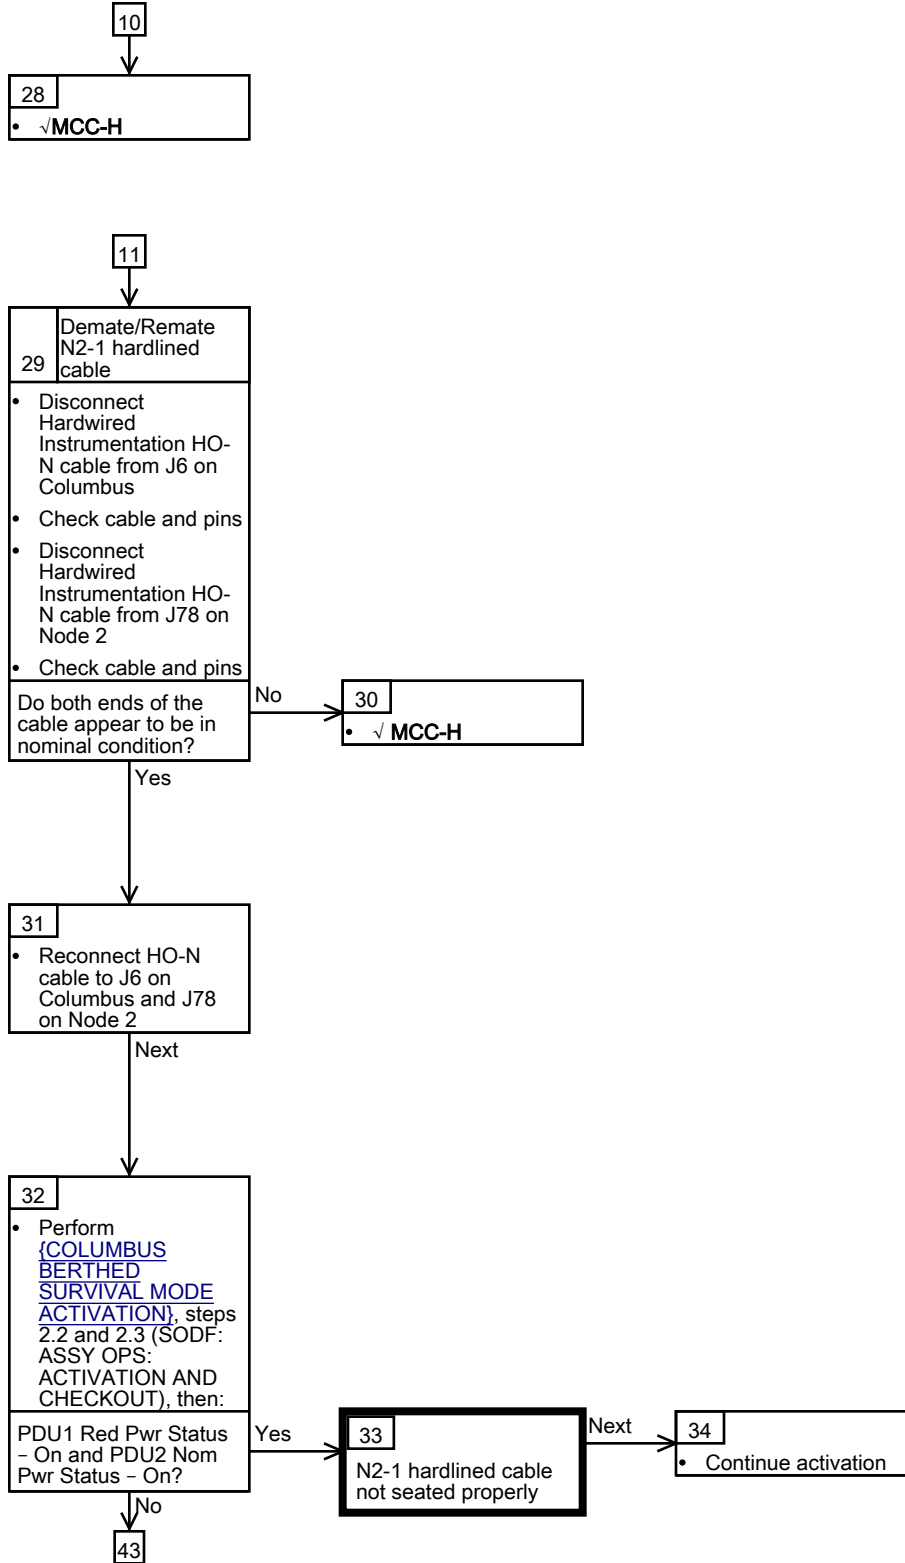 10
28
• √MCC-H
11
29
Demate/Remate
N2-1 hardlined
cable
• Disconnect
Hardwired
Instrumentation HO-
N cable from J6 on
Columbus
• Check cable and pins
• Disconnect
Hardwired
Instrumentation HO-
N cable from J78 on
Node 2
• Check cable and pins
Do both ends of the
cable appear to be in
nominal condition?
No
30
• √ MCC-H
Yes
31
• Reconnect HO-N
cable to J6 on
Columbus and J78
on Node 2
Next
32
• Perform
{COLUMBUS
BERTHED
SURVIVAL MODE
ACTIVATION}, steps
2.2 and 2.3 (SODF:
ASSY OPS:
ACTIVATION AND
CHECKOUT), then:
PDU1 Red Pwr Status
– On and PDU2 Nom
Pwr Status – On?
Yes
33
N2-1 hardlined cable
not seated properly
Next
34
• Continue activation
No
43